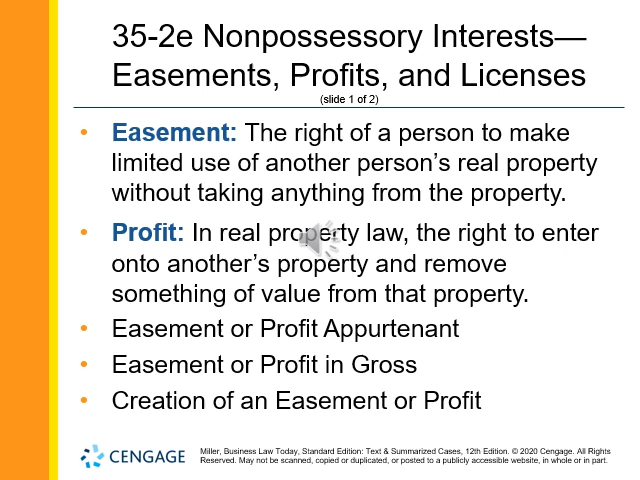 35-2e Nonpossessory Interests—
Easements, Profits, and Licenses
(slide 1 of 2)
• Easement: The right of a person to make
limited use of another person's real property
without taking anything from the property.
• Profit: In real property law, the right to enter
onto another's property and remove
something of value from that property.
• Easement or Profit Appurtenant
• Easement or Profit in Gross
• Creation of an Easement or Profit
CENGAGE
Miller, Business Law Today, Standard Edition: Text & Summarized Cases, 12th Edition. © 2020 Cengage. All Rights
Reserved. May not be scanned, copied or duplicated, or posted to a publicly accessible website, in whole or in part.